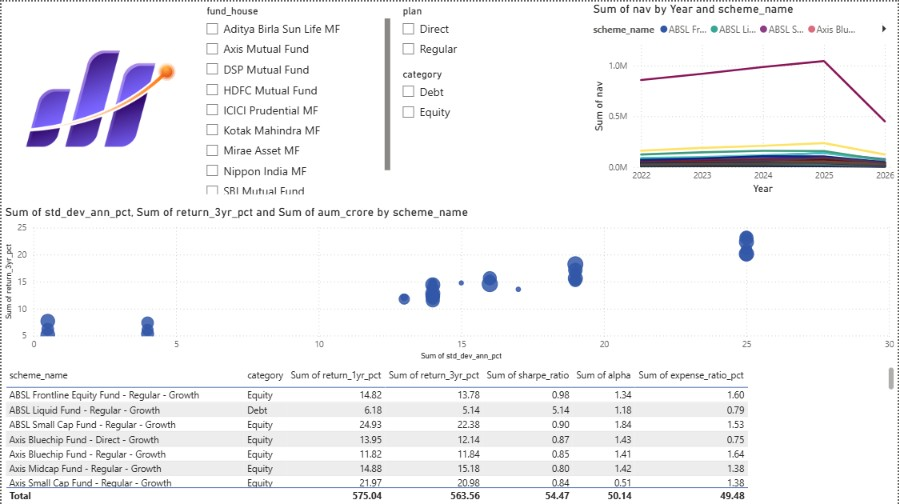 fund_house
Aditya Birla Sun Life MF
Axis Mutual Fund
DSP Mutual Fund
HDFC Mutual Fund
ICICI Prudential MF
Kotak Mahindra MF
Mirae Asset MF
Nippon India MF
SBI Mutual Fund
plan
Direct
Regular
category
Debt
Equity
Sum of nav by Year and scheme_name
scheme_name ABSL Fr... ABSL Li... ABSL S... Axis Blu...
Sum of nav
1.0M
0.5M
0.0M
2022 2023 2024 2025 2026
Year
Sum of std_dev_ann_pct, Sum of return_3yr_pct and Sum of aum_crore by scheme_name
Sum of return_3yr_pct
25
20
15
10
5
0 5 10 15 20 25 30
Sum of std_dev_ann_pct
scheme_name category Sum of return_1yr_pct Sum of return_3yr_pct Sum of sharpe_ratio Sum of alpha Sum of expense_ratio_pct
ABSL Frontline Equity Fund - Regular - Growth Equity 14.82 13.78 0.98 1.34 1.60
ABSL Liquid Fund - Regular - Growth Debt 6.18 5.14 5.14 1.18 0.79
ABSL Small Cap Fund - Regular - Growth Equity 24.93 22.38 0.90 1.84 1.53
Axis Bluechip Fund - Direct - Growth Equity 13.95 12.14 0.87 1.43 0.75
Axis Bluechip Fund - Regular - Growth Equity 11.82 11.84 0.85 1.41 1.64
Axis Midcap Fund - Regular - Growth Equity 14.88 15.18 0.80 1.42 1.38
Axis Small Cap Fund - Regular - Growth Equity 21.97 20.98 0.84 0.51 1.38
Total 575.04 563.56 54.47 50.14 49.48